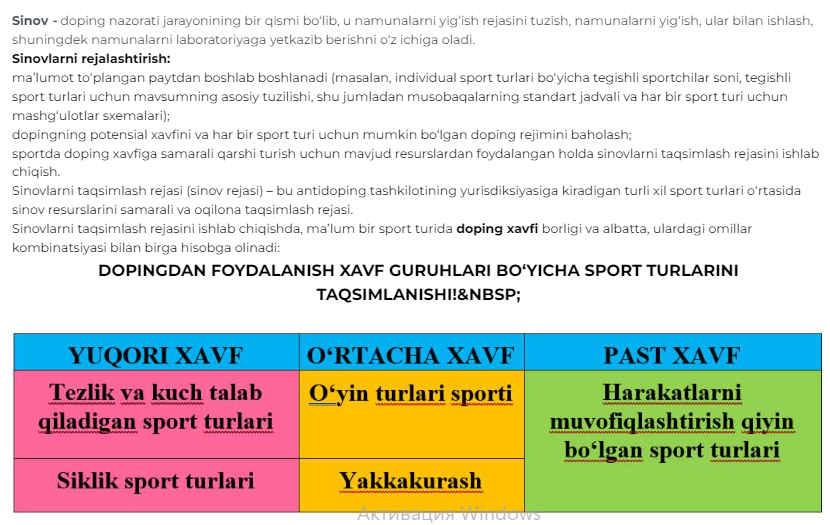 Sinov - doping nazorati jarayonining bir qismi bo‘lib, u namunalarni yig‘ish rejasini tuzish, namunalarni yig‘ish, ular bilan ishlash,
shuningdek namunalarni laboratoriyaga yetkazib berishni o‘z ichiga oladi.
Sinovlarni rejalashtirish:
ma’lumot to‘plangan paytdan boshlab boshlanadi (masalan, individual sport turlari bo‘yicha tegishli sportchilar soni, tegishli
sport turlari uchun mavsumning asosiy tuzilishi, shu jumladan musobaqalarning standart jadvali va har bir sport turi uchun
mashg‘ulotlar sxemalari);
dopingning potensial xavfini va har bir sport turi uchun mumkin bo‘lgan doping rejimini baholash;
sportda doping xavfiga samarali qarshi turish uchun mavjud resurslardan foydalangan holda sinovlarni taqsimlash rejasini ishlab
chiqish.
Sinovlarni taqsimlash rejasi (sinov rejasi) – bu antidoping tashkilotining yurisdiksiyasiga kiradigan turli xil sport turlari o‘rtasida
sinov resurslarini samarali va oqilona taqsimlash rejasi.
Sinovlarni taqsimlash rejasini ishlab chiqishda, ma’lum bir sport turida doping xavfi borligi va albatta, ulardagi omillar
kombinatsiyasi bilan birga hisobga olinadi:
DOPINGDAN FOYDALANISH XAVF GURUHLARI BO‘YICHA SPORT TURLARINI
TAQSIMLANISHI!&NBSP;
YUQORI XAVF O‘RTACHA XAVF PAST XAVF
Tezlik va kuch talab
qiladigan sport turlari
O‘yin turlari sporti
Harakatlarni
muvofiqlashtirish qiyin
bo‘lgan sport turlari
Siklik sport turlari
Yakkakurash
Активация Windows